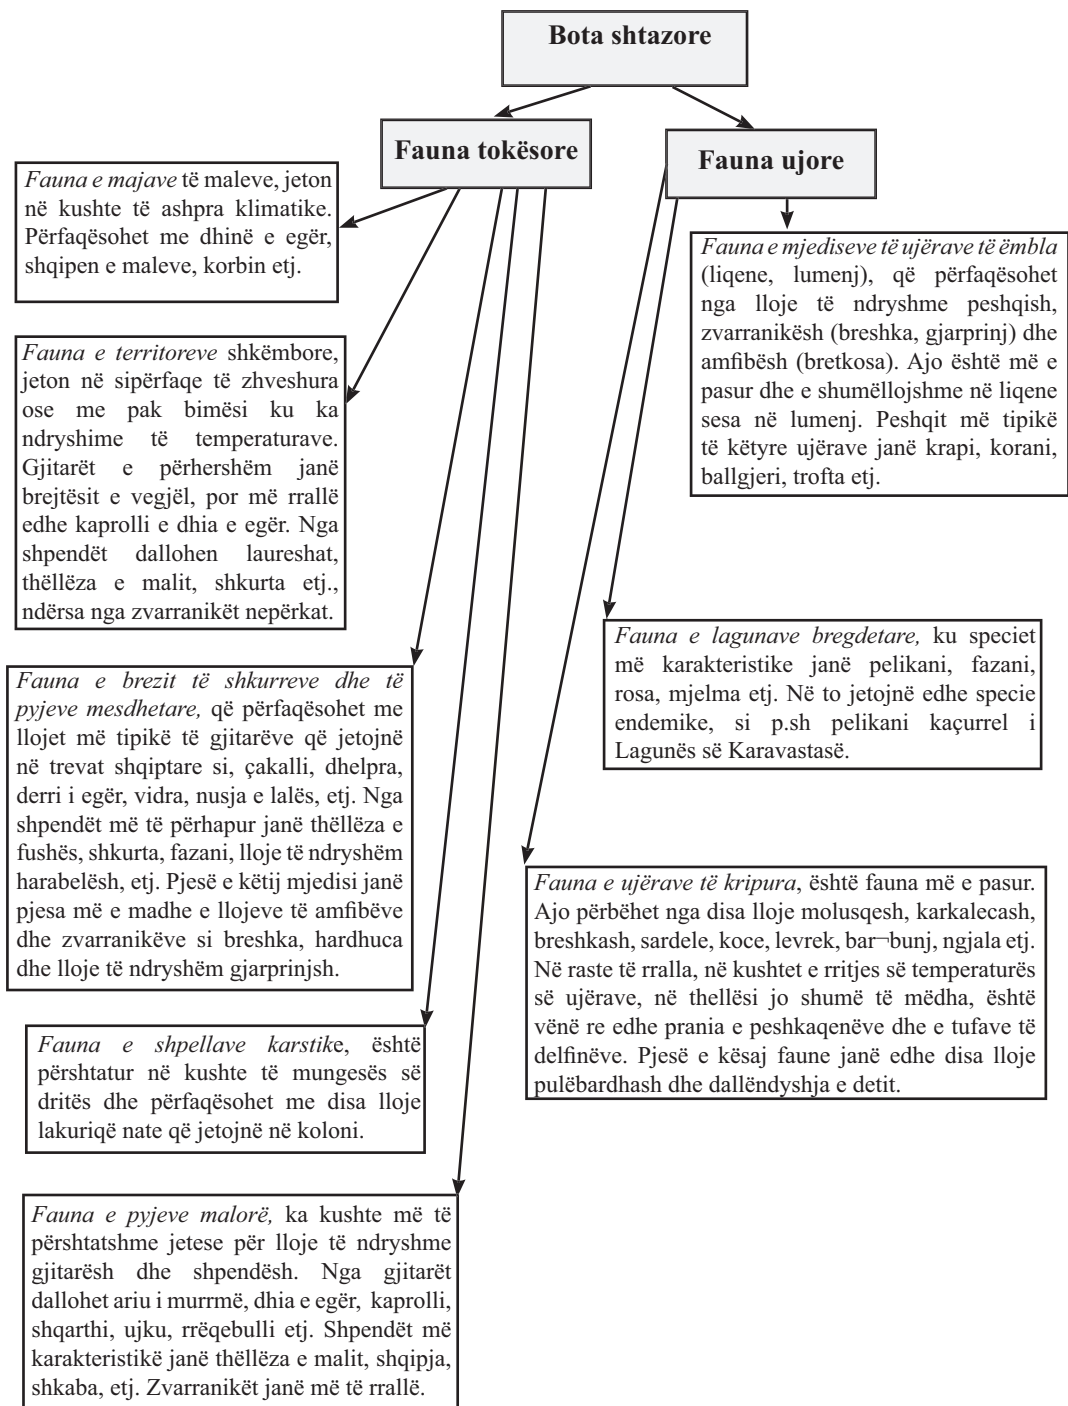 Bota shtazore
Fauna tokësore
Fauna ujore
Fauna e majave të maleve, jeton
në kushte të ashpra klimatike.
Përfaqësohet me dhinë e egër,
shqipen e maleve, korbin etj.
Fauna e territoreve shkëmbore,
jeton në sipërfaqe të zhveshura
ose me pak bimësi ku ka
ndryshime të temperaturave.
Gjitarët e përhershëm janë
brejtësit e vegjël, por më rrallë
edhe kaprolli e dhia e egër. Nga
shpendët dallohen laureshat,
thëllëza e malit, shkurta etj.,
ndërsa nga zvarranikët nepërkat.
Fauna e brezit të shkurreve dhe të
pyjeve mesdhetare, që përfaqësohet me
llojet më tipikë të gjitarëve që jetojnë
në trevat shqiptare si, çakalli, dhelpra,
derri i egër, vidra, nusja e lalës, etj. Nga
shpendët më të përhapur janë thëllëza e
fushës, shkurta, fazani, lloje të ndryshëm
harabelësh, etj. Pjesë e këtij mjedisi janë
pjesa më e madhe e llojeve të amfibëve
dhe zvarranikëve si breshka, hardhuca
dhe lloje të ndryshëm gjarprinjsh.
Fauna e shpellave karstike, është
përshtatur në kushte të mungesës së
dritës dhe përfaqësohet me disa lloje
lakuriqë nate që jetojnë në koloni.
Fauna e pyjeve malorë, ka kushte më të
përshtatshme jetese për lloje të ndryshme
gjitarësh dhe shpendësh. Nga gjitarët
dallohet ariu i murrmë, dhia e egër, kaprolli,
shqarthi, ujku, rrëqebulli etj. Shpendët më
karakteristikë janë thëllëza e malit, shqipja,
shkaba, etj. Zvarranikët janë më të rrallë.
Fauna e mjediseve të ujërave të ëmbla
(liqene, lumenj), që përfaqësohet
nga lloje të ndryshme peshqish,
zvarranikësh (breshka, gjarprinj) dhe
amfibësh (bretkosa). Ajo është më e
pasur dhe e shumëllojshme në liqene
sesa në lumenj. Peshqit më tipikë
të këtyre ujërave janë krapi, korani,
ballgjeri, trofta etj.
Fauna e lagunave bregdetare, ku speciet
më karakteristike janë pelikani, fazani,
rosa, mjelma etj. Në to jetojnë edhe specie
endemike, si p.sh pelikani kaçurrel i
Lagunës së Karavastasë.
Fauna e ujërave të kripura, është fauna më e pasur.
Ajo përbëhet nga disa lloje molusqesh, karkalecash,
breshkash, sardele, koce, levrek, bar¬bunj, ngjala etj.
Në raste të rralla, në kushtet e rritjes së temperaturës
së ujërave, në thellësi jo shumë të mëdha, është
vënë re edhe prania e peshkaqenëve dhe e tufave të
delfinëve. Pjesë e kësaj faune janë edhe disa lloje
pulëbardhash dhe dallëndyshja e detit.